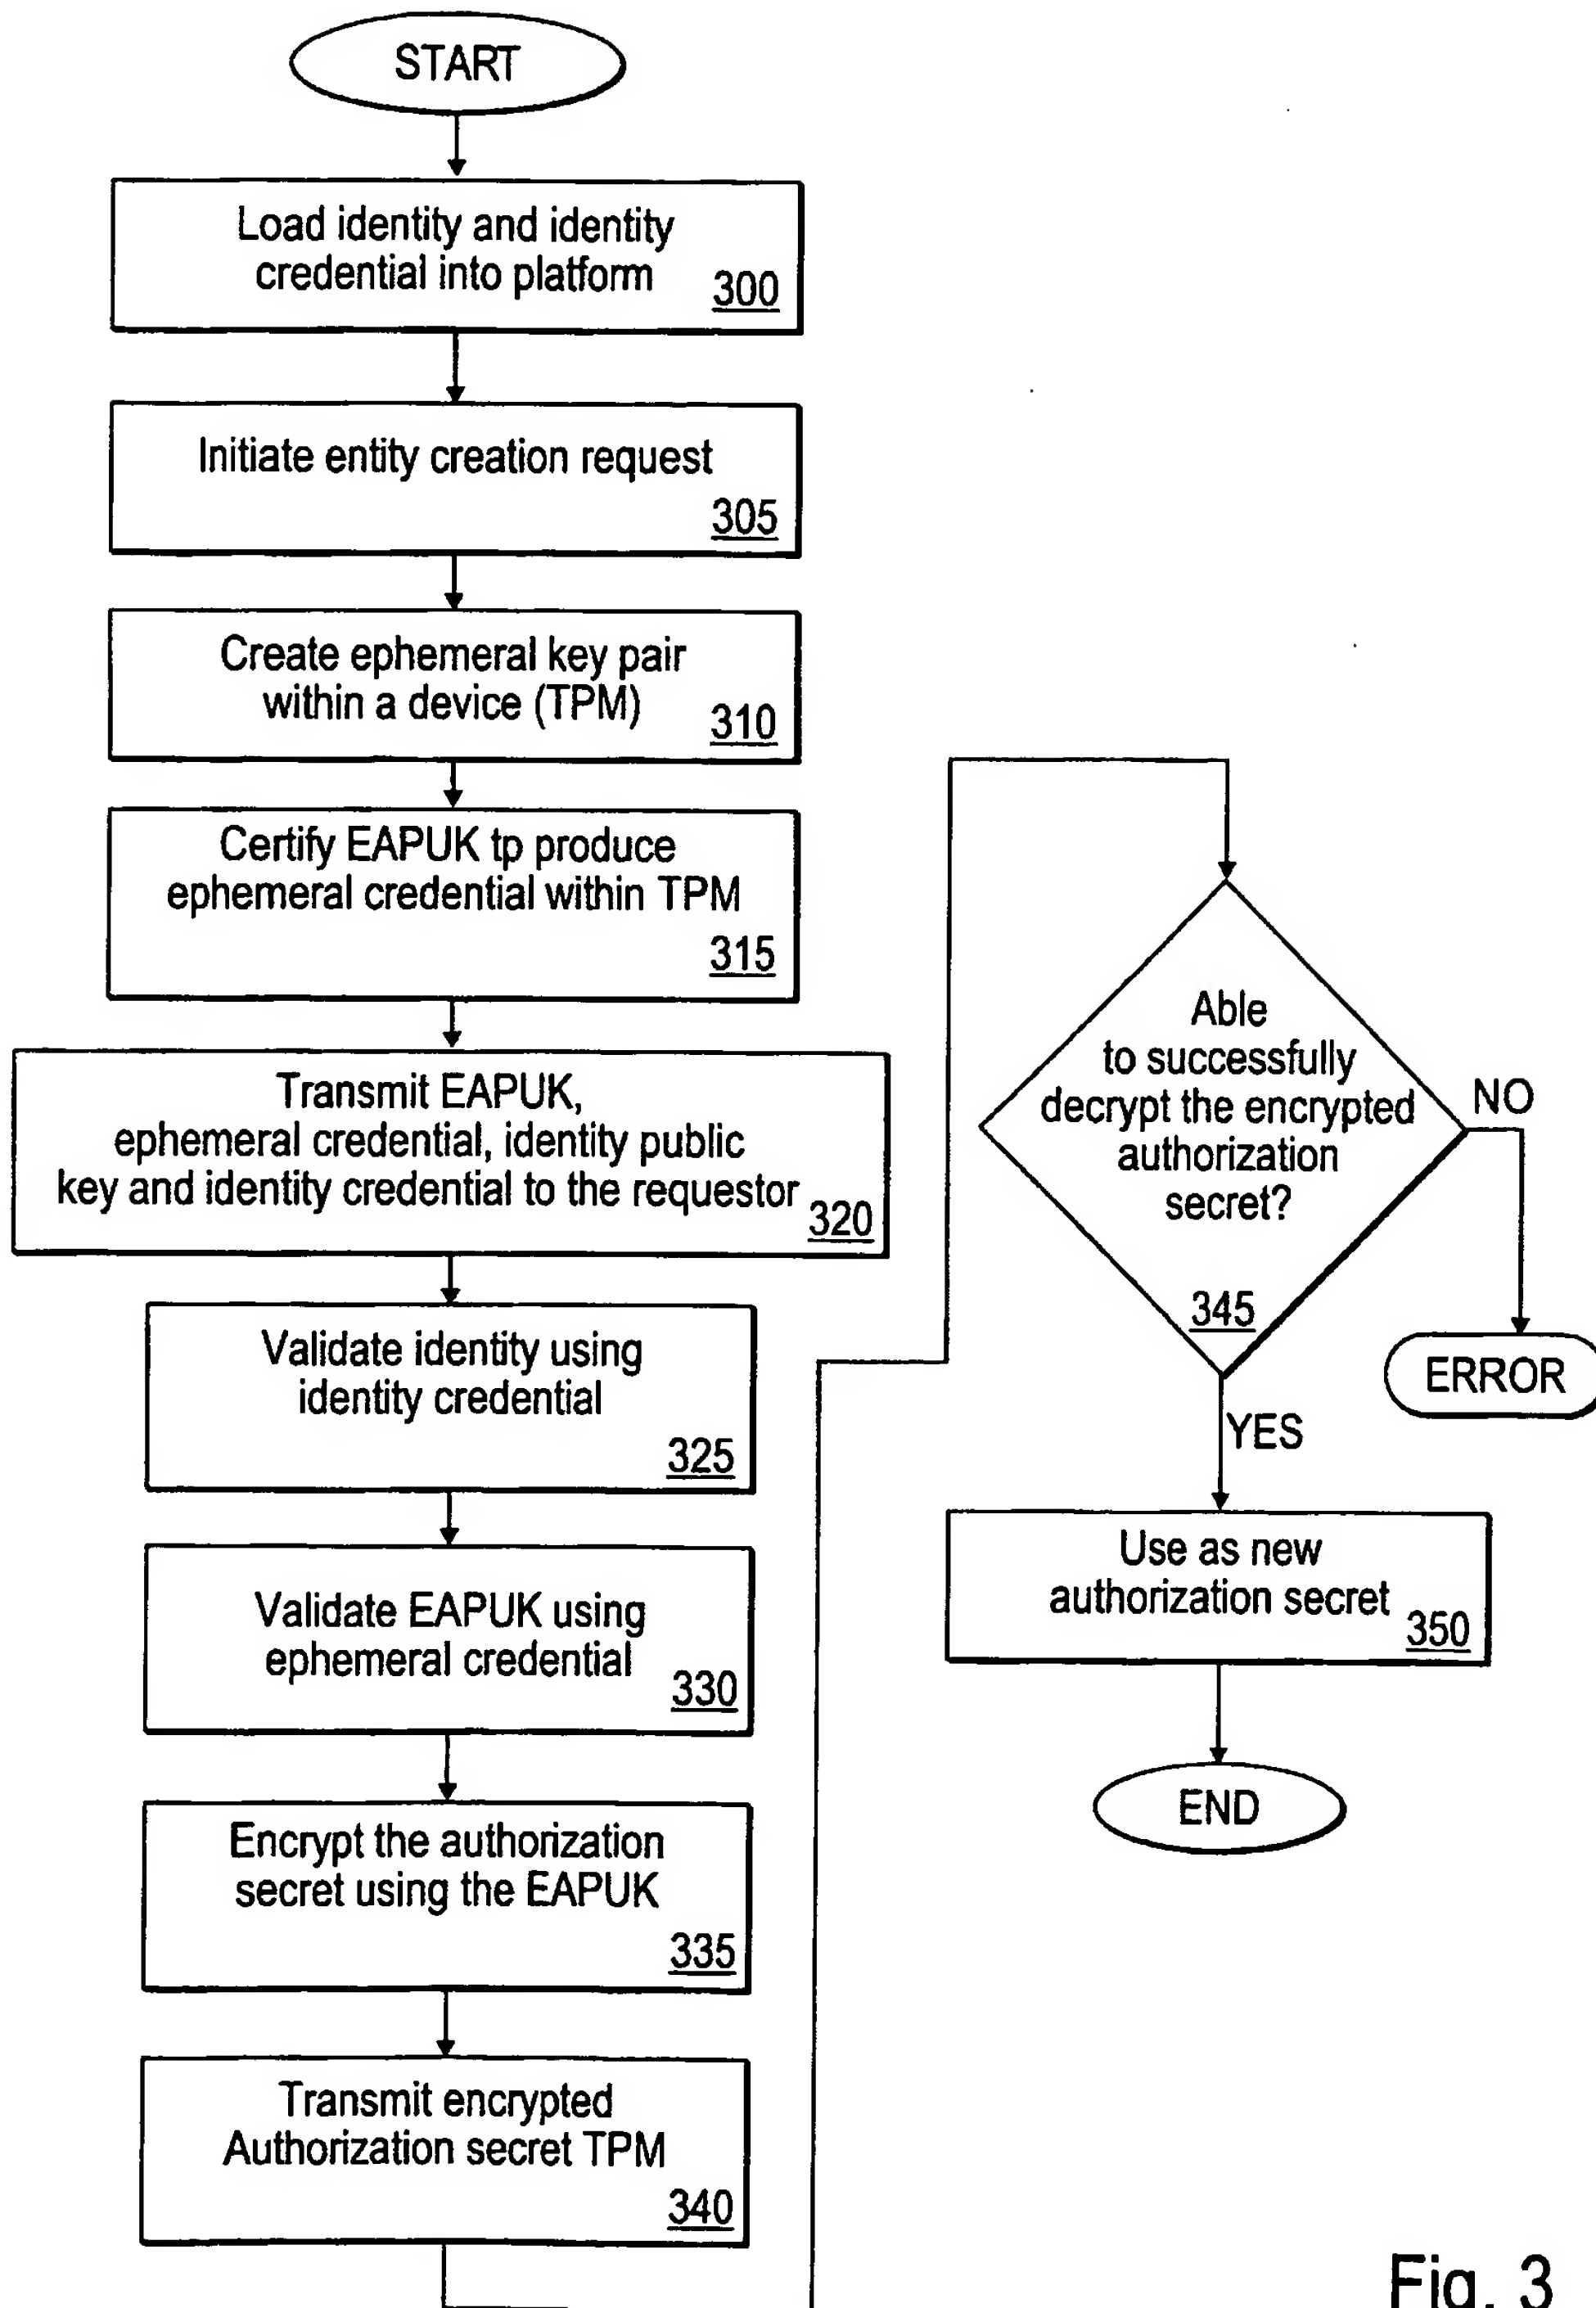 START
Load identity and identity
credential into platform
300
Initiate entity creation request
305
Create ephemeral key pair
within a device (TPM)
310
Certify EAPUK tp produce
ephemeral credential within TPM
315
Transmit EAPUK,
ephemeral credential, identity public
key and identity credential to the requestor
320
Validate identity using
identity credential
325
Validate EAPUK using
ephemeral credential
330
Encrypt the authorization
secret using the EAPUK
335
Transmit encrypted
Authorization secret TPM
340
Able
to successfully
decrypt the encrypted
authorization
secret?
345
NO
ERROR
YES
Use as new
authorization secret
350
END
Fig. 3